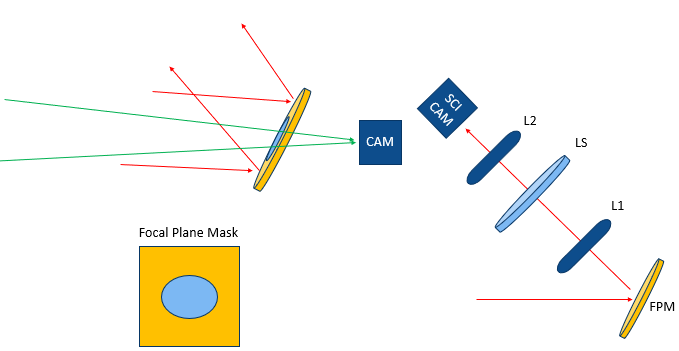 SCI
CAM
L2
CAM
LS
L1
Focal Plane Mask
FPM